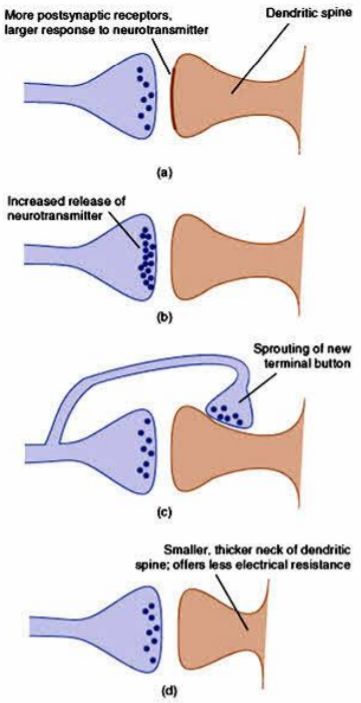 More postsynaptic receptors,
larger response to neurotransmitter
Dendritic spine
(a)
Increased release of
neurotransmitter
(b)
Sprouting of new
terminal button
(c)
Smaller, thicker neck of dendritic
spine; offers less electrical resistance
(d)